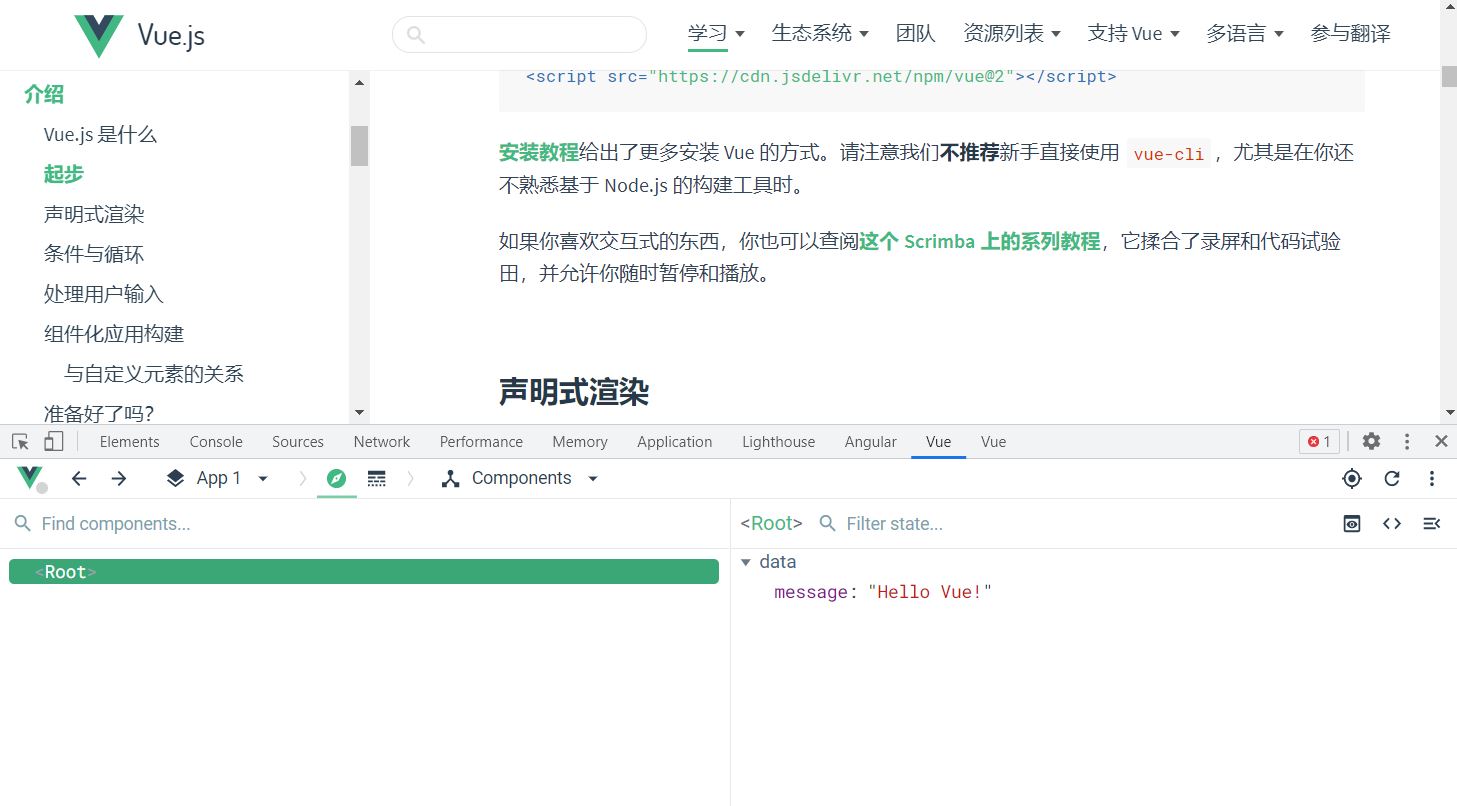 Vue.js
学习 生态系统 团队 资源列表 支持 Vue 多语言 参与翻译
介绍
Vue.js 是什么
起步
声明式渲染
条件与循环
处理用户输入
组件化应用构建
与自定义元素的关系
准备好了吗？
<script src="https://cdn.jsdelivr.net/npm/vue@2"></script>
安装教程给出了更多安装 Vue 的方式。请注意我们不推荐新手直接使用 vue-cli，尤其是在你还
不熟悉基于 Node.js 的构建工具时。
如果你喜欢交互式的东西，你也可以查阅这个 Scrimba 上的系列教程，它揉合了录屏和代码试验
田，并允许你随时暂停和播放。
声明式渲染
Elements Console Sources Network Performance Memory Application Lighthouse Angular Vue Vue 1
App 1 Components
Find components...
<Root>
<Root> Filter state...
data
message: "Hello Vue!"